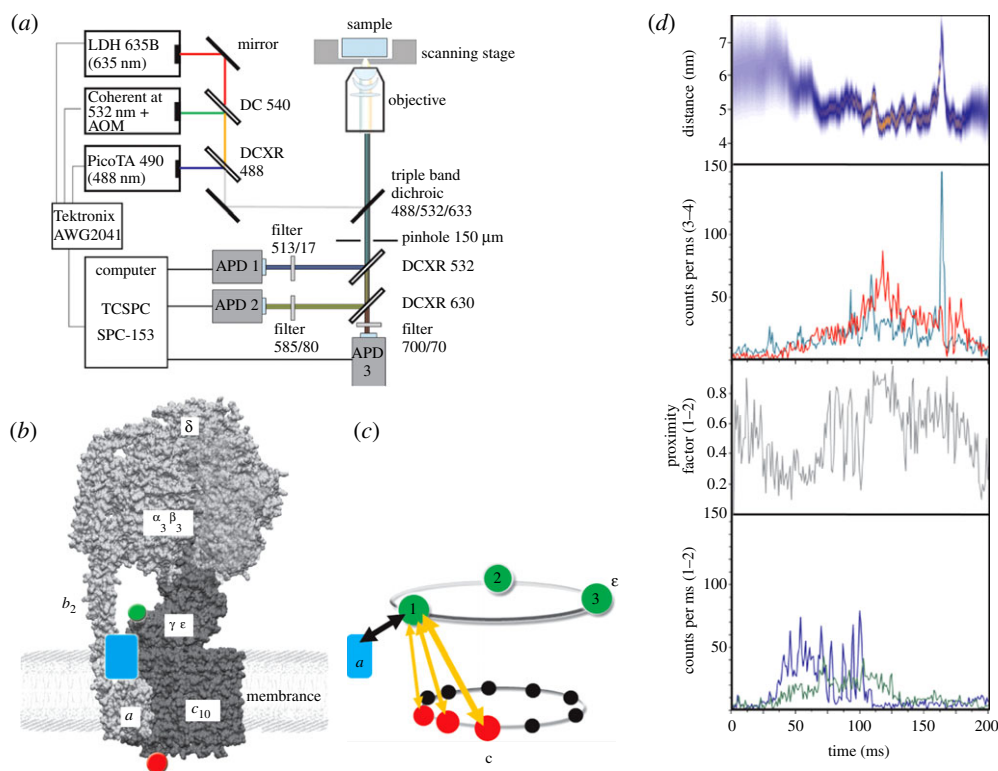 (a)
LDH 635B
(635 nm)
mirror
Coherent at
532 nm +
AOM
DC 540
PicoTA 490
(488 nm)
DCXR
488
Tektronix
AWG2041
computer
TCSPC
SPC-153
sample
scanning stage
objective
triple band
dichroic
488/532/633
pinhole 150 μm
filter
513/17
APD 1
DCXR 532
APD 2
DCXR 630
filter
585/80
filter
700/70
APD
3
(b)
δ
α3 β3
b2
γ ε
a
c10
membrance
(c)
1
2
3
ε
a
c
(d)
distance (nm)
7
6
5
4
counts per ms (3–4)
150
100
50
proximity
factor (1–2)
0.8
0.6
0.4
0.2
counts per ms (1–2)
150
100
50
0
50
100
150
200
time (ms)